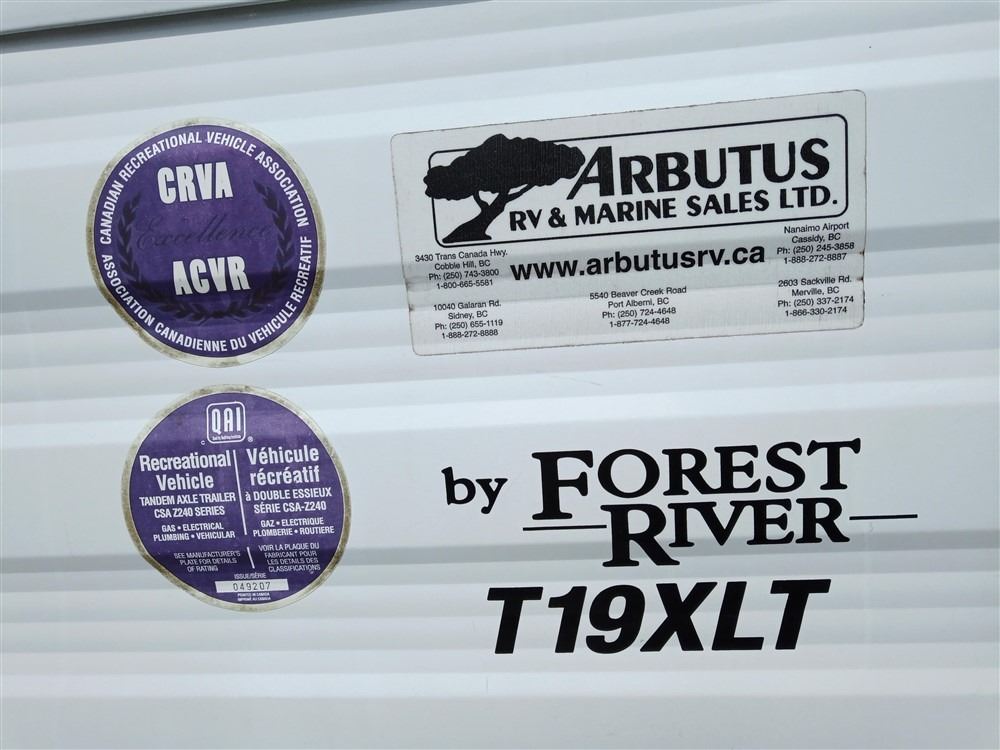 CANADIAN RECREATIONAL VEHICLE ASSOCIATION
CRVA
Excellence
ACVR
ASSOCIATION CANADIENNE DU VEHICULE RECREATIF
ARBUTUS
RV & MARINE SALES LTD.
www.arbutusrv.ca
3430 Trans Canada Hwy.
Cobble Hill, BC
Ph: (250) 743-3800
1-800-665-5581
Nanaimo Airport
Cassidy, BC
Ph: (250) 245-3858
1-888-272-8887
10040 Galaran Rd.
Sidney, BC
Ph: (250) 655-1119
1-888-272-8888
5540 Beaver Creek Road
Port Alberni, BC
Ph: (250) 724-4648
1-877-724-4648
2603 Sackville Rd.
Merville, BC
Ph: (250) 337-2174
1-866-330-2174
QAI
Recreational
Vehicle
TANDEM AXLE TRAILER
CSA Z240 SERIES
GAS • ELECTRICAL
PLUMBING • VEHICULAR
SEE MANUFACTURER'S
PLATE FOR DETAILS
OF RATING
Véhicule
récréatif
à DOUBLE ESSIEUX
SÉRIE CSA-Z240
GAZ • ELECTRIQUE
PLOMBERIE • ROUTIERE
VOIR LA PLAQUE DU
FABRICANT POUR
LES DETAILS DES
CLASSIFICATIONS
ISSUE/SÉRIE
049207
PRINTED IN CANADA
IMPRIMÉ AU CANADA
by FOREST
RIVER
T19XLT